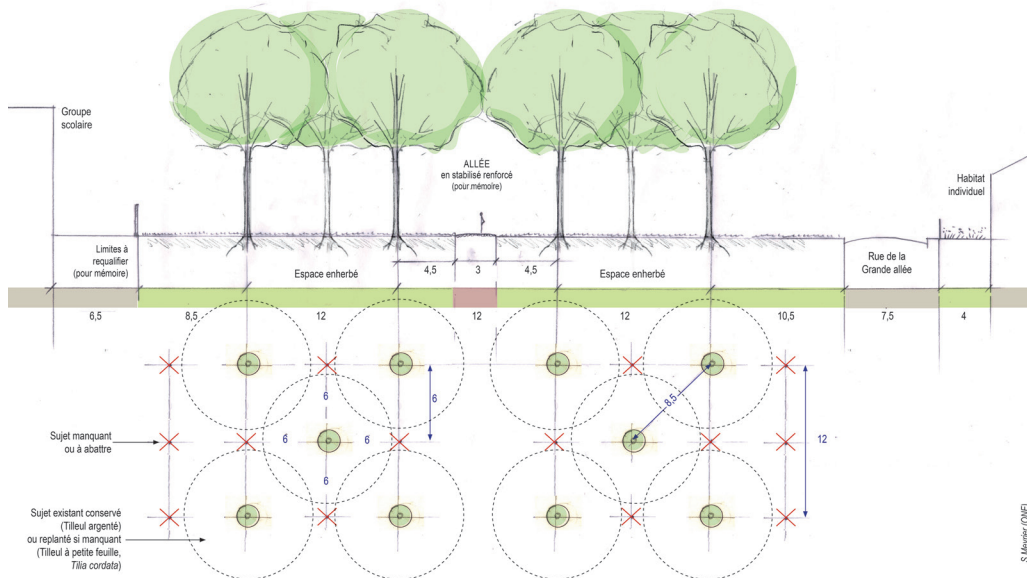 Groupe
scolaire
ALLÉE
en stabilisé renforcé
(pour mémoire)
Habitat
individuel
Limites à
requalifier
(pour mémoire)
Espace enherbé
4,5
3
4,5
Espace enherbé
Rue de la
Grande allée
6,5
8,5
12
12
12
10,5
7,5
4
6
6
6
6
6
8,5
12
Sujet manquant
ou à abattre
Sujet existant conservé
(Tilleul argenté)
ou replanté si manquant
(Tilleul à petite feuille,
Tilia cordata)